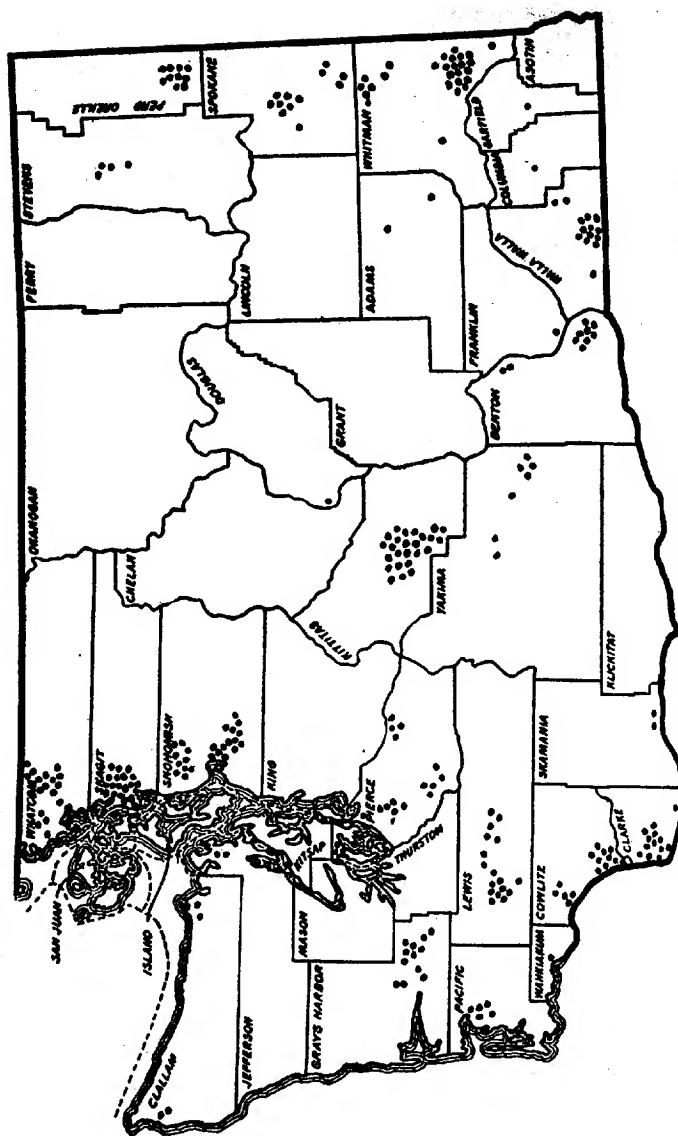 WHATCOM
OKANOGAN
FERRY
STEVENS
PEND OREILLE
SAN JUAN
SKAGIT
ISLAND
SNOHOMISH
CHELAN
DOUGLAS
LINCOLN
SPOKANE
CLALLAM
JEFFERSON
KITSAP
KING
MASON
GRAYS HARBOR
KITTITAS
GRANT
ADAMS
WHITMAN
PIERCE
THURSTON
PACIFIC
LEWIS
YAKIMA
BENTON
FRANKLIN
WALLA WALLA
COLUMBIA
GARFIELD
ASOTIN
WAHKIAKUM
COWLITZ
SKAMANIA
CLARKE
KLICKITAT